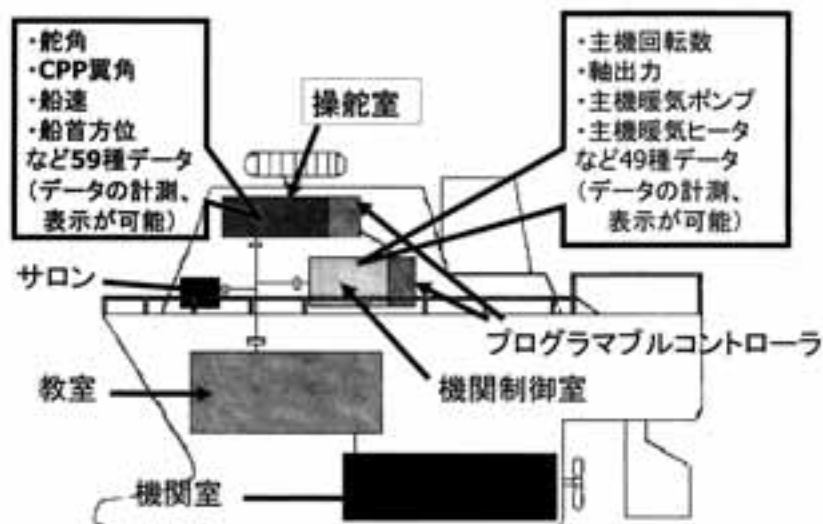 ・舵角
・CPP翼角
・船速
・船首方位
など59種データ
(データの計測、
表示が可能)
操舵室
・主機回転数
・軸出力
・主機暖気ポンプ
・主機暖気ヒータ
など49種データ
(データの計測、
表示が可能)
サロン
プログラマブルコントローラ
教室
機関制御室
機関室